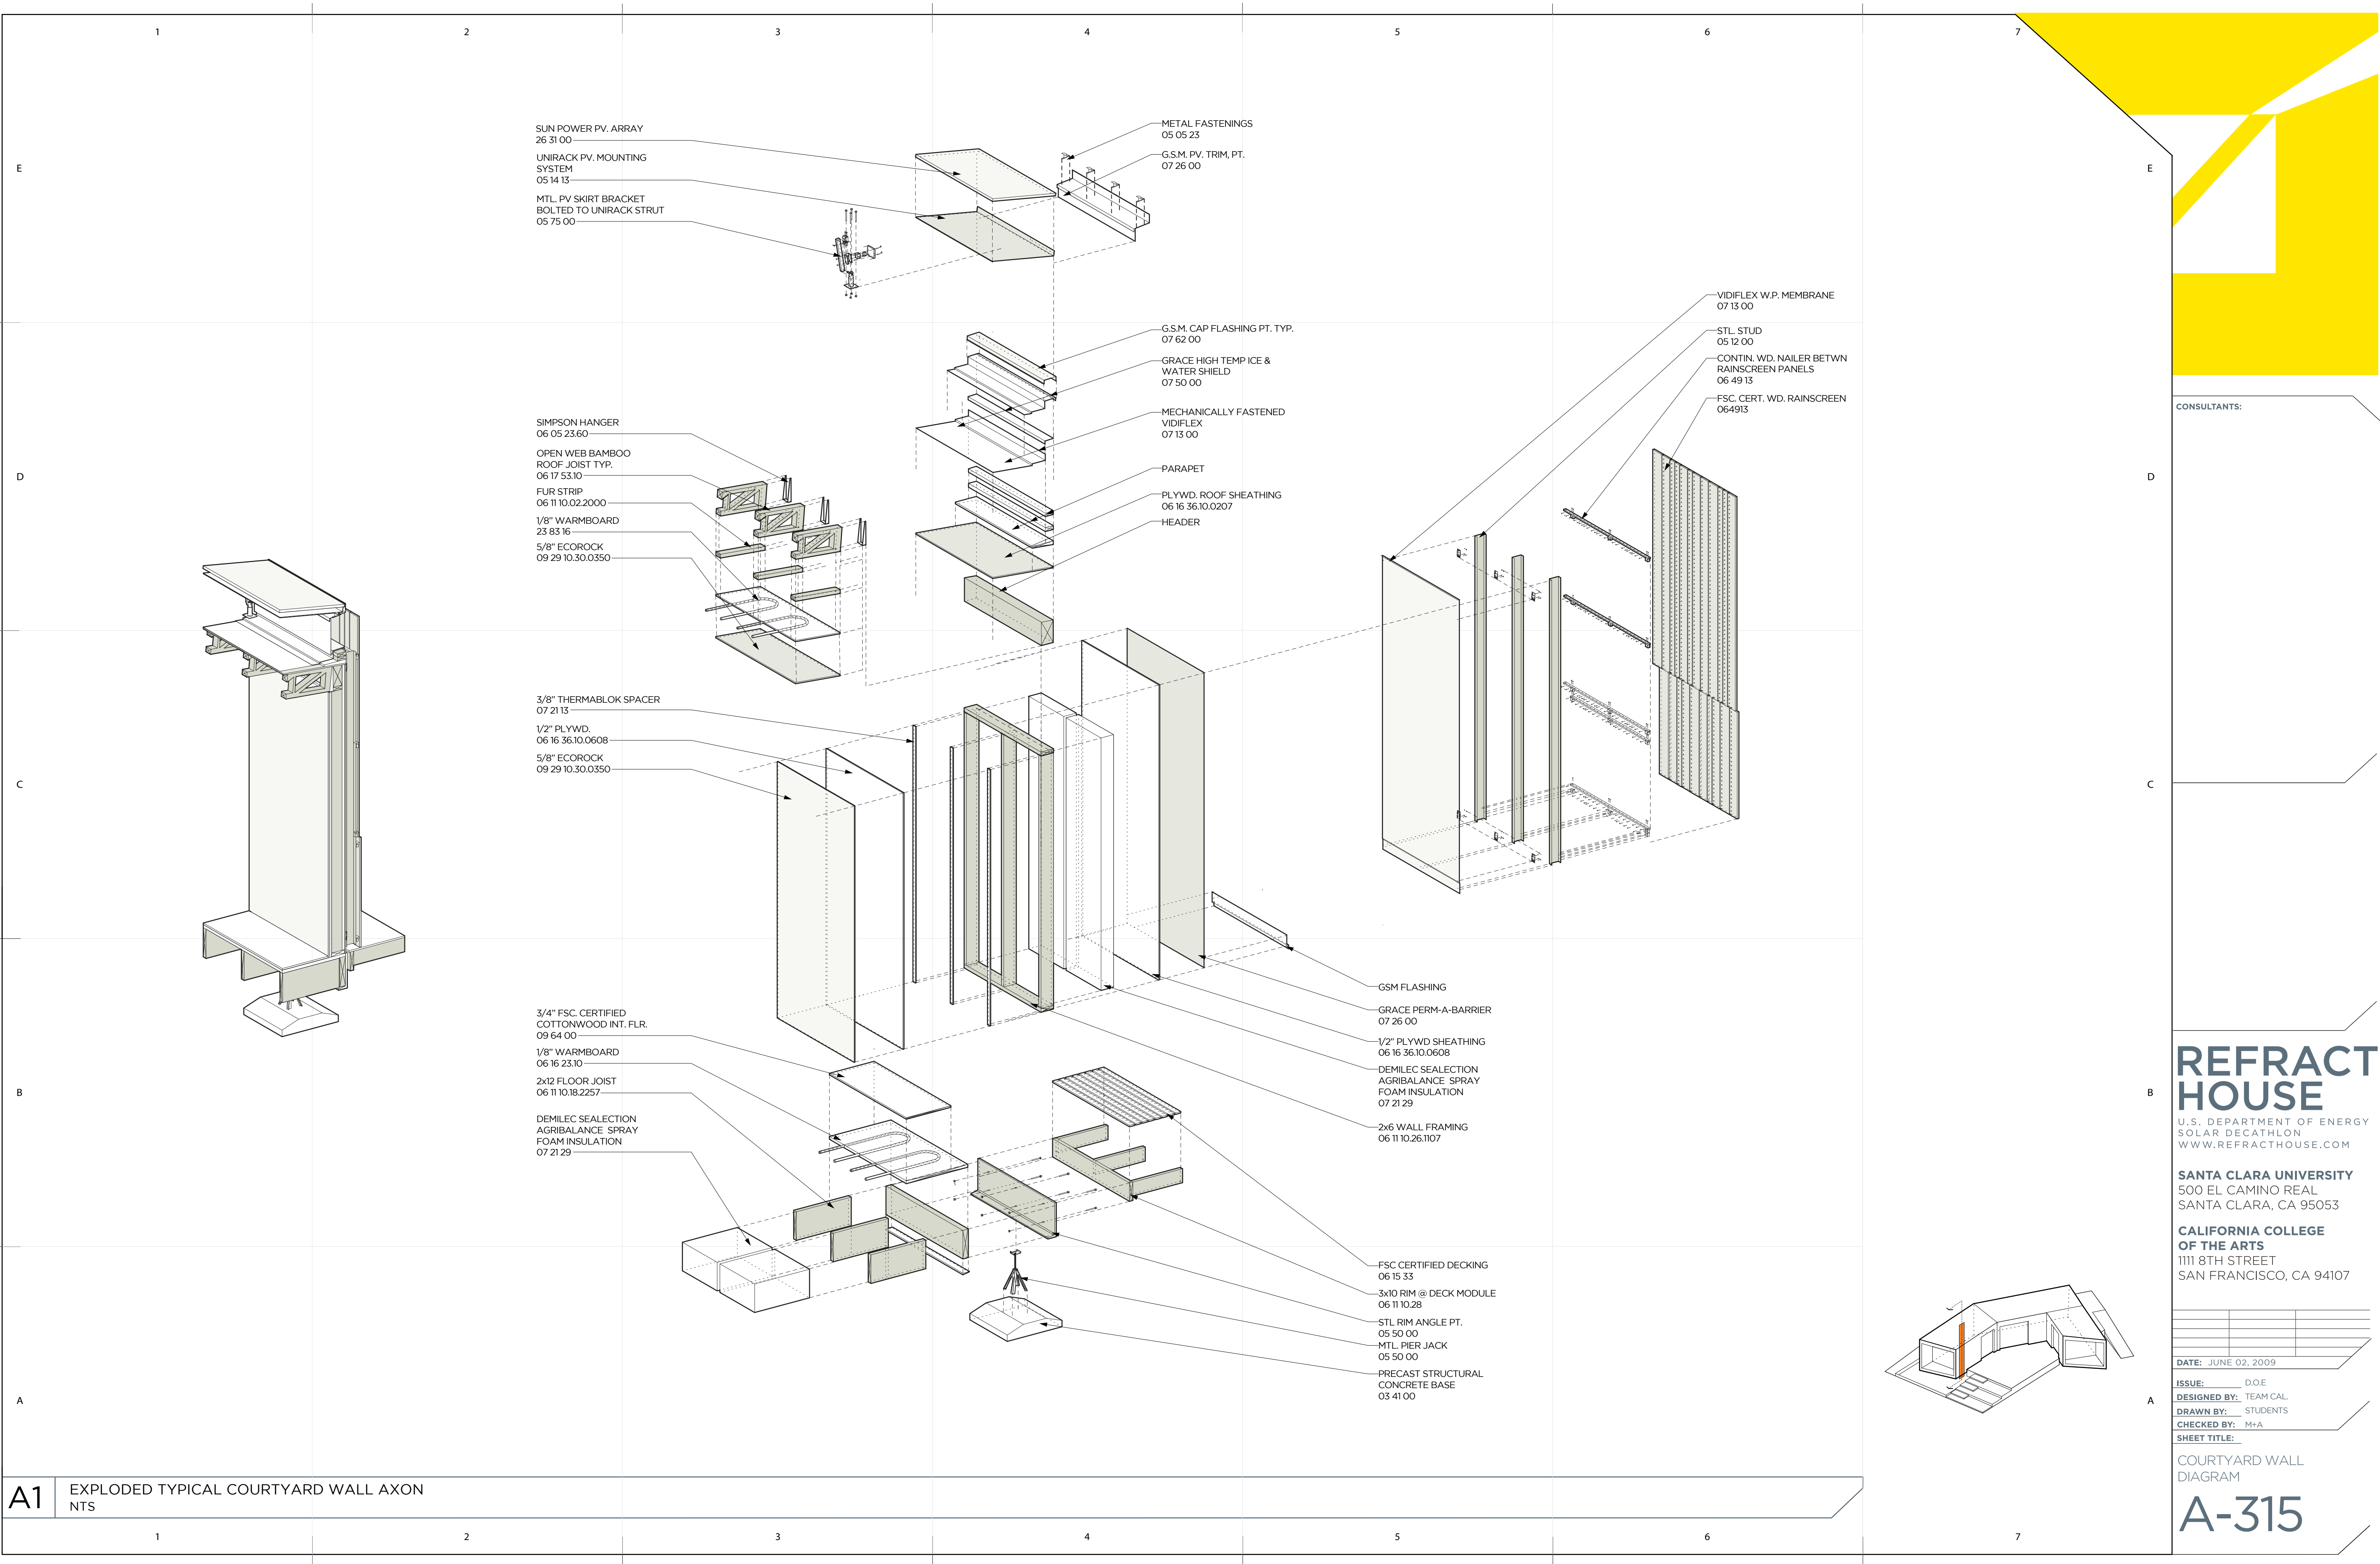 1 2 3 4 5 6 7
E
D
C
B
A
SUN POWER PV. ARRAY
26 31 00
UNIRACK PV. MOUNTING
SYSTEM
05 14 13
MTL. PV SKIRT BRACKET
BOLTED TO UNIRACK STRUT
05 75 00
METAL FASTENINGS
05 05 23
G.S.M. PV. TRIM, PT.
07 26 00
G.S.M. CAP FLASHING PT. TYP.
07 62 00
GRACE HIGH TEMP ICE &
WATER SHIELD
07 50 00
MECHANICALLY FASTENED
VIDIFLEX
07 13 00
PARAPET
PLYWD. ROOF SHEATHING
06 16 36.10.0207
HEADER
SIMPSON HANGER
06 05 23.60
OPEN WEB BAMBOO
ROOF JOIST TYP.
06 17 53.10
FUR STRIP
06 11 10.02.2000
1/8" WARMBOARD
23 83 16
5/8" ECOROCK
09 29 10.30.0350
VIDIFLEX W.P. MEMBRANE
07 13 00
STL. STUD
05 12 00
CONTIN. WD. NAILER BETWN
RAINSCREEN PANELS
06 49 13
FSC. CERT. WD. RAINSCREEN
064913
3/8" THERMABLOK SPACER
07 21 13
1/2" PLYWD.
06 16 36.10.0608
5/8" ECOROCK
09 29 10.30.0350
GSM FLASHING
GRACE PERM-A-BARRIER
07 26 00
1/2" PLYWD SHEATHING
06 16 36.10.0608
DEMILEC SEALECTION
AGRIBALANCE SPRAY
FOAM INSULATION
07 21 29
2x6 WALL FRAMING
06 11 10.26.1107
3/4" FSC. CERTIFIED
COTTONWOOD INT. FLR.
09 64 00
1/8" WARMBOARD
06 16 23.10
2x12 FLOOR JOIST
06 11 10.18.2257
DEMILEC SEALECTION
AGRIBALANCE SPRAY
FOAM INSULATION
07 21 29
FSC CERTIFIED DECKING
06 15 33
3x10 RIM @ DECK MODULE
06 11 10.28
STL RIM ANGLE PT.
05 50 00
MTL. PIER JACK
05 50 00
PRECAST STRUCTURAL
CONCRETE BASE
03 41 00
E
D
C
B
A
A1 EXPLODED TYPICAL COURTYARD WALL AXON
NTS
1 2 3 4 5 6 7
CONSULTANTS:
REFRACT
HOUSE
U.S. DEPARTMENT OF ENERGY
SOLAR DECATHLON
WWW.REFRACTHOUSE.COM
SANTA CLARA UNIVERSITY
500 EL CAMINO REAL
SANTA CLARA, CA 95053
CALIFORNIA COLLEGE
OF THE ARTS
1111 8TH STREET
SAN FRANCISCO, CA 94107
DATE: JUNE 02, 2009
ISSUE: D.O.E
DESIGNED BY: TEAM CAL.
DRAWN BY: STUDENTS
CHECKED BY: M+A
SHEET TITLE:
COURTYARD WALL
DIAGRAM
A-315